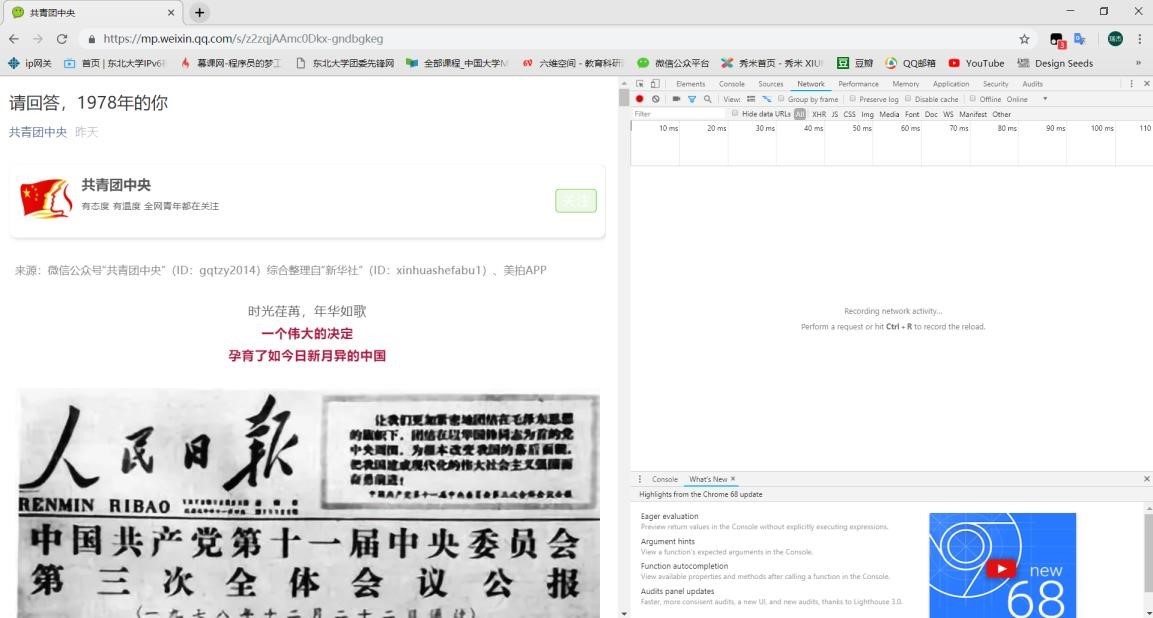 共青团中央
https://mp.weixin.qq.com/s/z2zqjAAmc0Dkx-gndbgkeg
3
ip网关 首页 | 东北大学IPv6 慕课网-程序员的梦工 东北大学团委先锋网 全部课程_中国大学M 六维空间 - 教育科研 微信公众平台 秀米首页 - 秀米 XIU 豆瓣 QQ邮箱 YouTube Design Seeds »
请回答，1978年的你
共青团中央 昨天
共青团中央
有态度 有温度 全网青年都在关注
关注
来源：微信公众号“共青团中央”（ID：gqtzy2014）综合整理自“新华社”（ID：xinhuashefabu1）、美拍APP
时光荏苒，年华如歌
一个伟大的决定
孕育了如今日新月异的中国
人民日报
RENMIN RIBAO
让我们更加紧密地团结在毛泽东思想
的旗帜下，团结在以华国锋同志为首的党
中央周围，为根本改变我国的落后面貌，
把我国建成现代化的伟大社会主义强国而
奋勇前进！
中国共产党第十一届中央委员会第三次全体会议公报
中国共产党第十一届中央委员会
第三次全体会议公报
（一九七八年十二月二十二日通过）
Elements Console Sources Network Performance Memory Application Security Audits
View: Group by frame Preserve log Disable cache Offline Online
Filter Hide data URLs All XHR JS CSS Img Media Font Doc WS Manifest Other
10 ms 20 ms 30 ms 40 ms 50 ms 60 ms 70 ms 80 ms 90 ms 100 ms 110
Recording network activity...
Perform a request or hit Ctrl + R to record the reload.
Console What's New
Highlights from the Chrome 68 update
Eager evaluation
Preview return values in the Console without explicitly executing expressions.
Argument hints
View a function's expected arguments in the Console.
Function autocompletion
View available properties and methods after calling a function in the Console.
Audits panel updates
Faster, more consisent audits, a new UI, and new audits, thanks to Lighthouse 3.0.
new
68